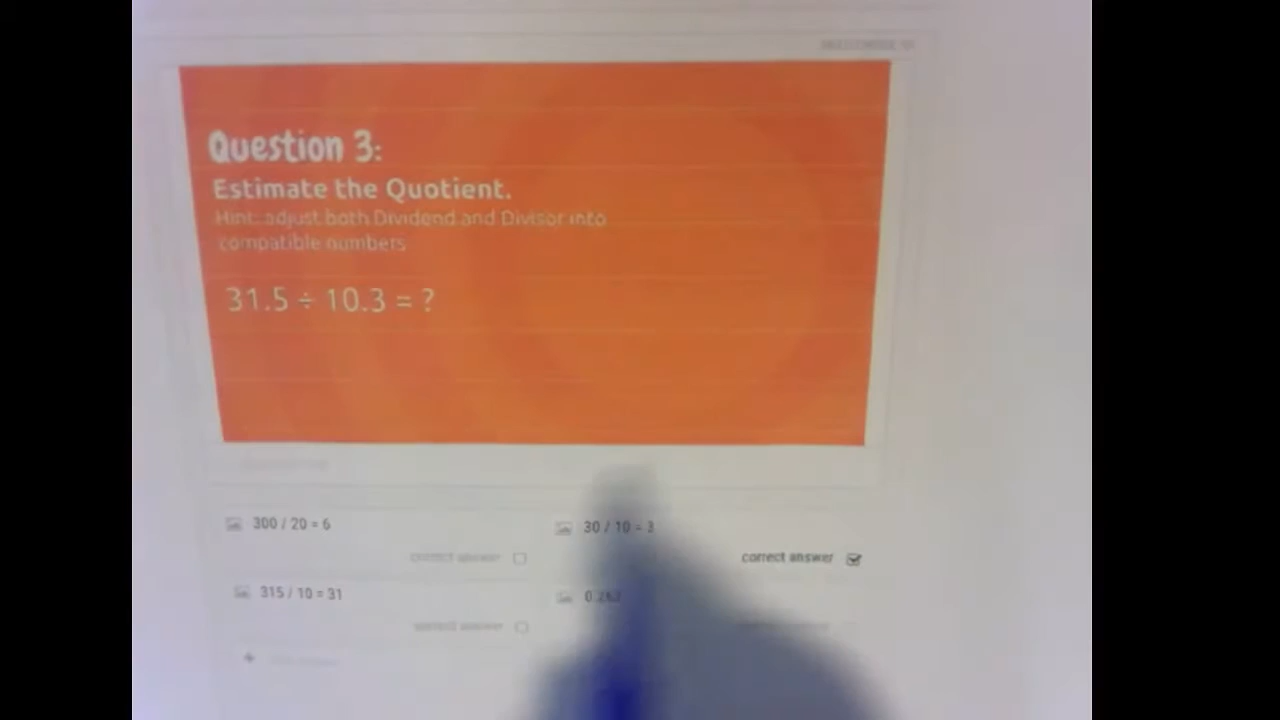 Question 3:
Estimate the Quotient.
Hint: adjust both Dividend and Divisor into
compatible numbers
31.5 ÷ 10.3 = ?
300 / 20 = 6
30 / 10 = 3
correct answer
correct answer
315 / 10 = 31
correct answer